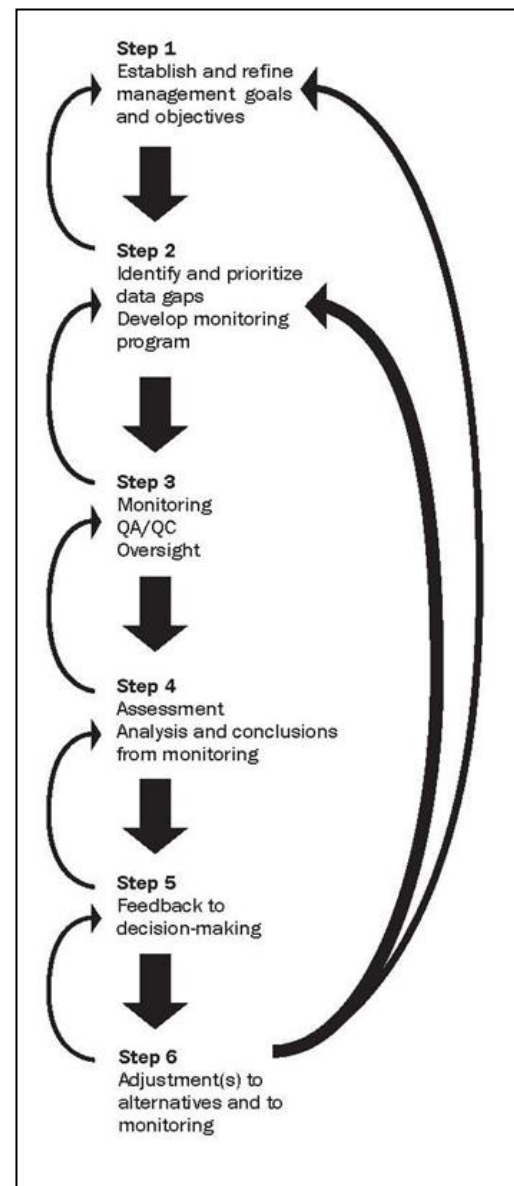 Step 1
Establish and refine
management goals
and objectives
Step 2
Identify and prioritize
data gaps
Develop monitoring
program
Step 3
Monitoring
QA/QC
Oversight
Step 4
Assessment
Analysis and conclusions
from monitoring
Step 5
Feedback to
decision-making
Step 6
Adjustment(s) to
alternatives and to
monitoring